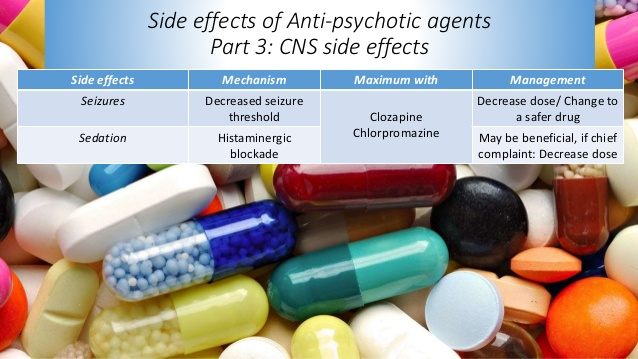 Side effects of Anti-psychotic agents
Part 3: CNS side effects
Side effects Mechanism Maximum with Management
Seizures
Decreased seizure
threshold
Clozapine
Chlorpromazine
Decrease dose/ Change to
a safer drug
Sedation
Histaminergic
blockade
May be beneficial, if chief
complaint: Decrease dose